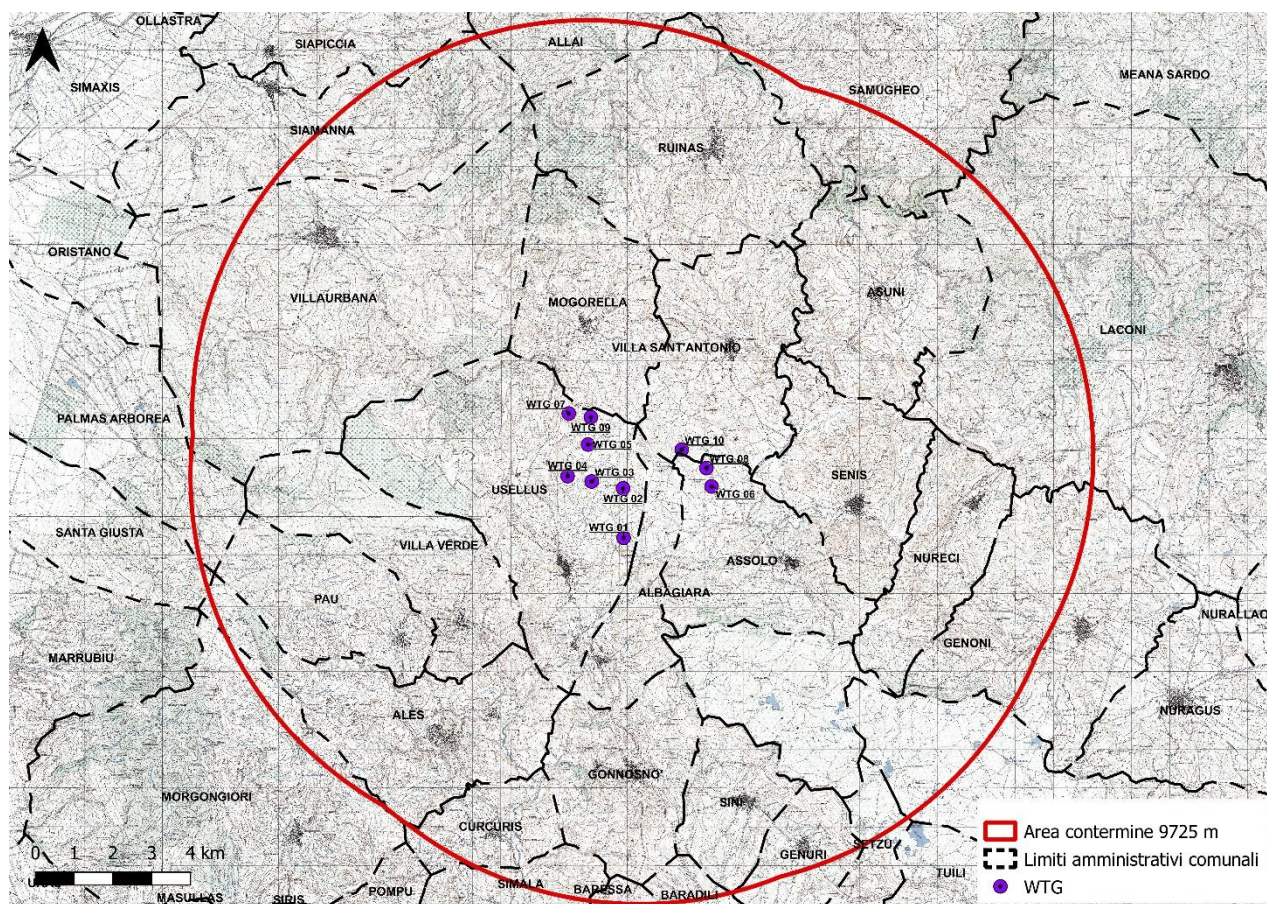 OLLASTRA
SIAPICCIA
ALLAI
SIMAXIS
SAMUGHEO
MEANA SARDO
SIAMANNA
RUINAS
ORISTANO
VILLAURBANA
MOGORELLA
ASUNI
LACONI
VILLA SANT'ANTONIO
PALMAS ARBOREA
WTG 07
WTG 09
WTG 05
WTG 10
WTG 08
WTG 04
WTG 03
WTG 06
WTG 02
USELLUS
SENIS
WTG 01
SANTA GIUSTA
VILLA VERDE
ASSOLO
NURECI
PAU
ALBAGIARA
NURALLAO
MARRUBIU
GENONI
ALES
NURAGUS
GONNOSNO'
MORGONGIORI
SINI
CURCURIS
SETZU
GENURI
TUILI
SIMALA
BARESSA
BARADILI
POMPU
MASULLAS
SIRIS
0 1 2 3 4 km
Area contermine 9725 m
Limiti amministrativi comunali
WTG